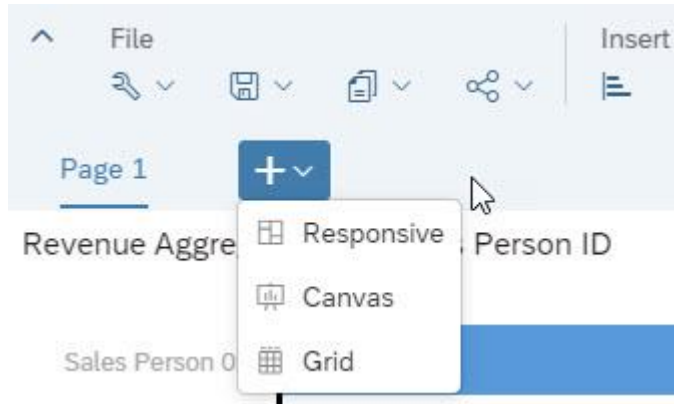 File
Insert
Page 1
Responsive
Revenue Aggre
Person ID
Canvas
Sales Person 0
Grid